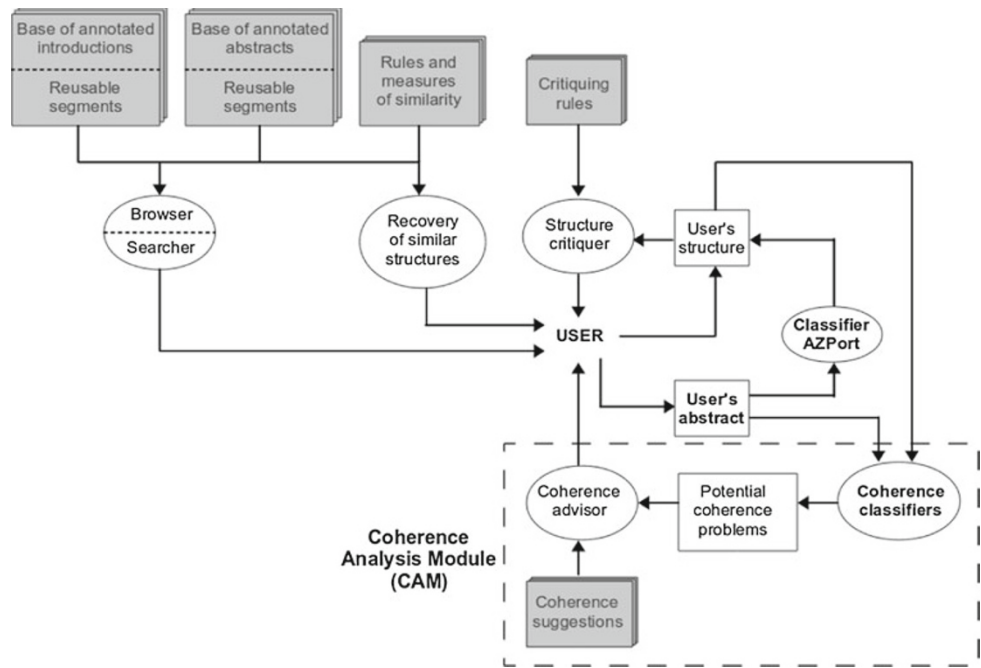 Base of annotated
introductions
Reusable
segments
Base of annotated
abstracts
Reusable
segments
Rules and
measures
of similarity
Critiquing
rules
Browser
Searcher
Recovery
of similar
structures
Structure
critiquer
User's
structure
USER
Classifier
AZPort
User's
abstract
Coherence
advisor
Potential
coherence
problems
Coherence
classifiers
Coherence
Analysis Module
(CAM)
Coherence
suggestions